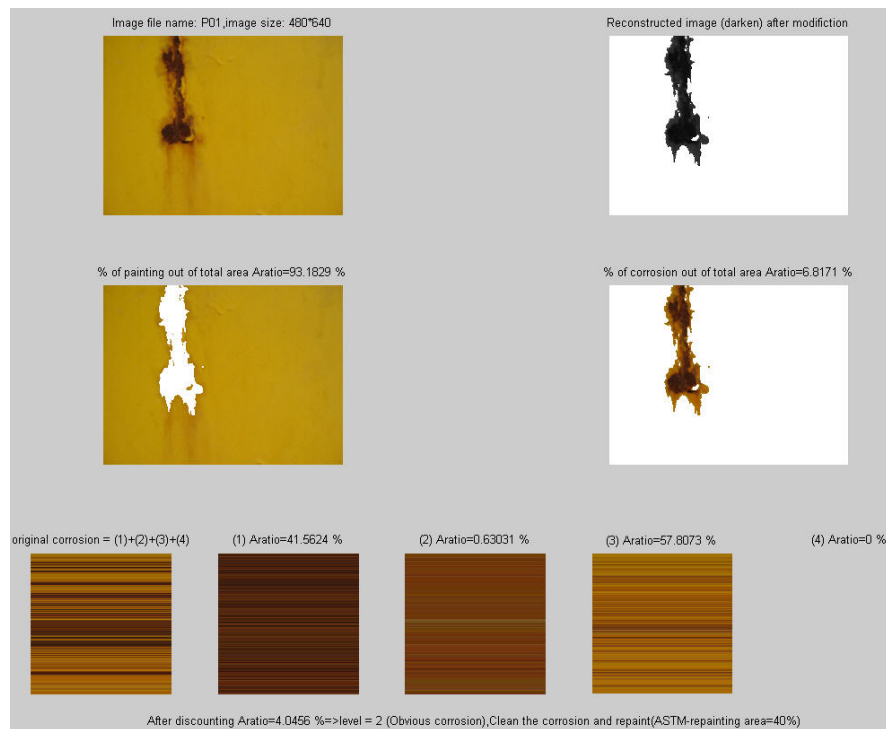 Image file name: P01,image size: 480*640
Reconstructed image (darken) after modifiction
% of painting out of total area Aratio=93.1829 %
% of corrosion out of total area Aratio=6.8171 %
original corrosion = (1)+(2)+(3)+(4)
(1) Aratio=41.5624 %
(2) Aratio=0.63031 %
(3) Aratio=57.8073 %
(4) Aratio=0 %
After discounting Aratio=4.0456 %=>level = 2 (Obvious corrosion),Clean the corrosion and repaint(ASTM-repainting area=40%)